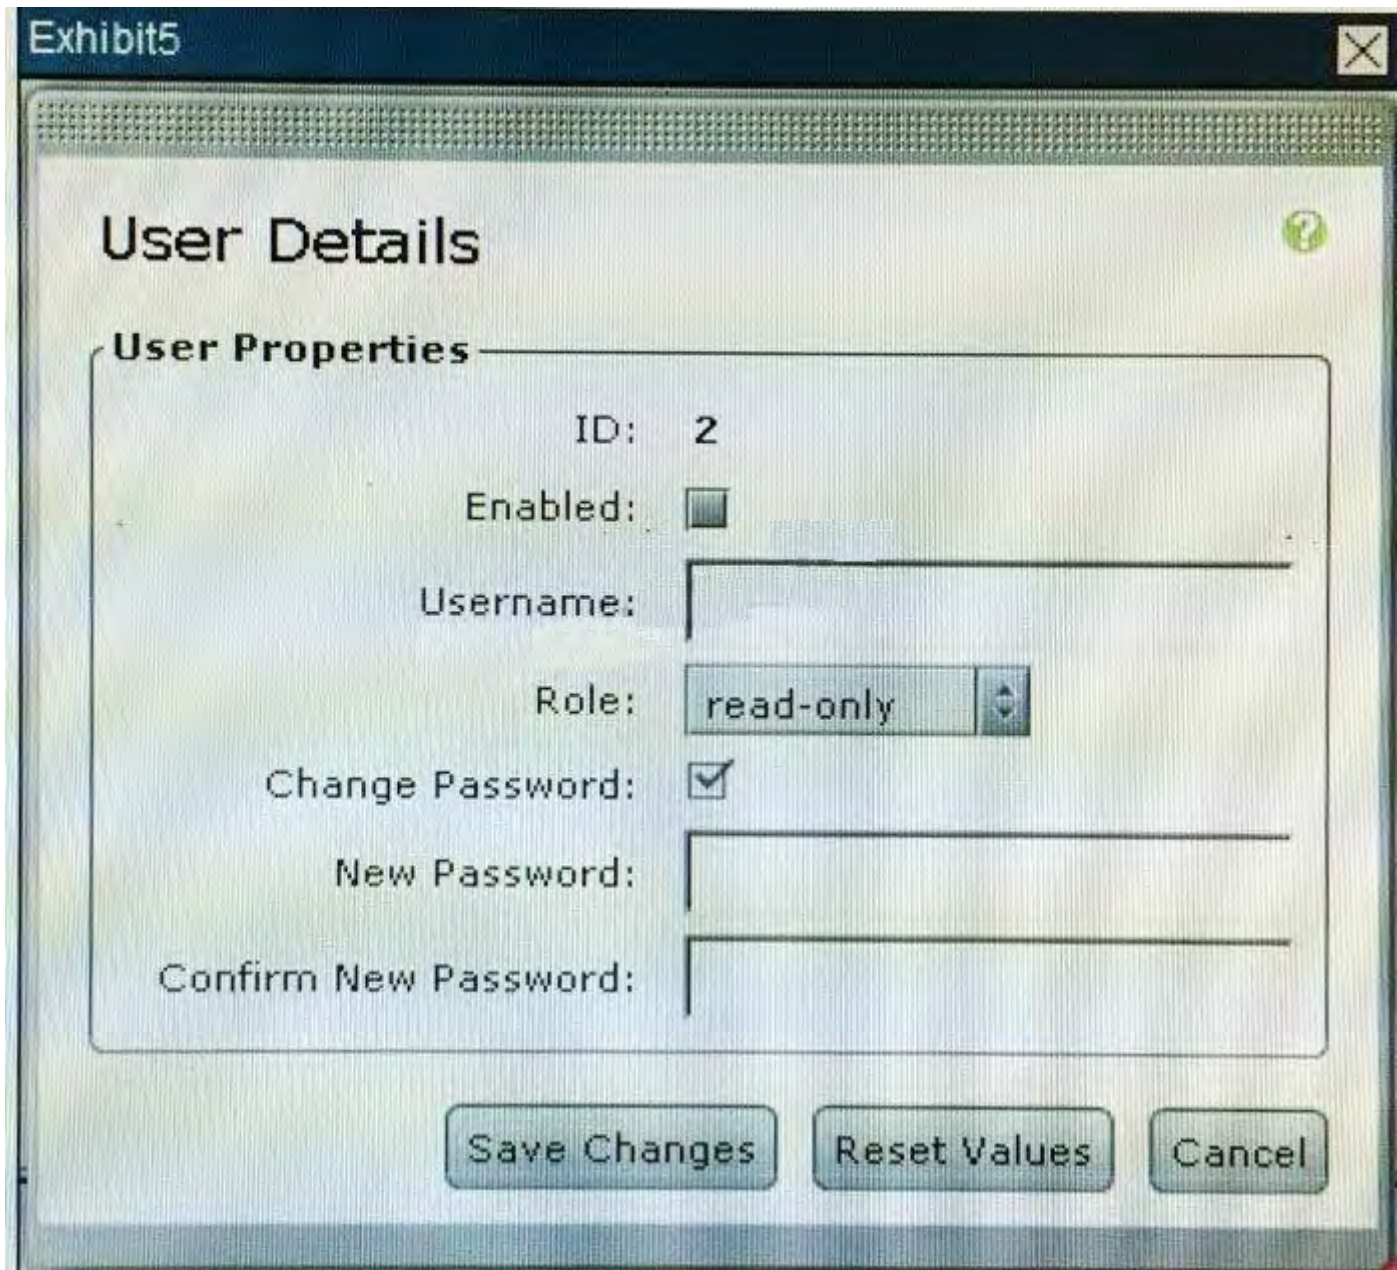 Exhibit5
User Details
?
User Properties
ID: 2
Enabled:
Username:
Role: read-only
Change Password:
New Password:
Confirm New Password:
Save Changes Reset Values Cancel